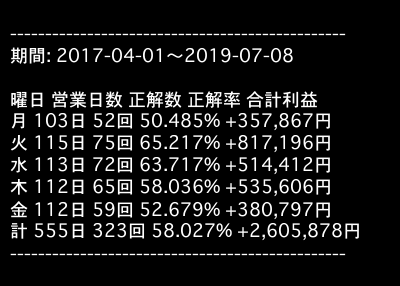 ------------------------------------------------
期間: 2017-04-01〜2019-07-08
曜日 営業日数 正解数 正解率 合計利益
月 103日 52回 50.485% +357,867円
火 115日 75回 65.217% +817,196円
水 113日 72回 63.717% +514,412円
木 112日 65回 58.036% +535,606円
金 112日 59回 52.679% +380,797円
計 555日 323回 58.027% +2,605,878円
------------------------------------------------